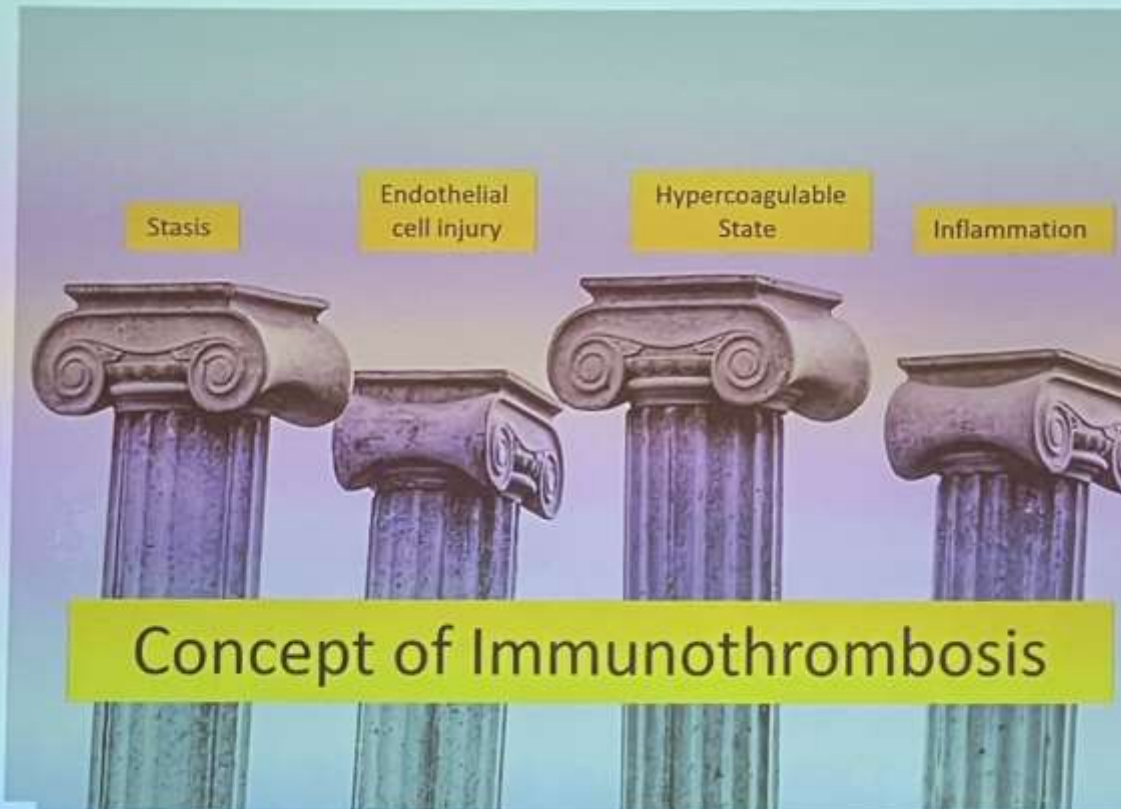 Stasis
Endothelial
cell injury
Hypercoagulable
State
Inflammation
Concept of Immunothrombosis